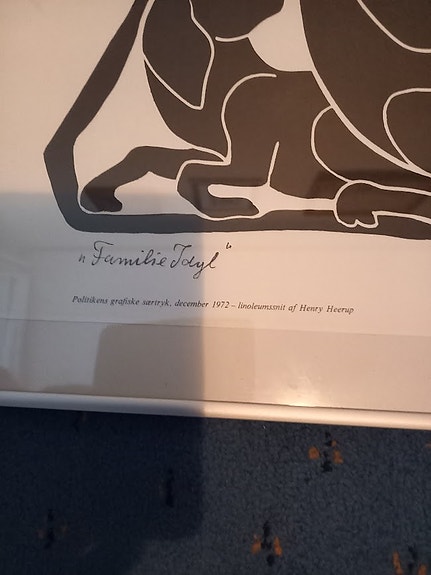 „Familie Idyl"
Politikens grafiske særtryk, december 1972 – linoleumssnit af Henry Heerup